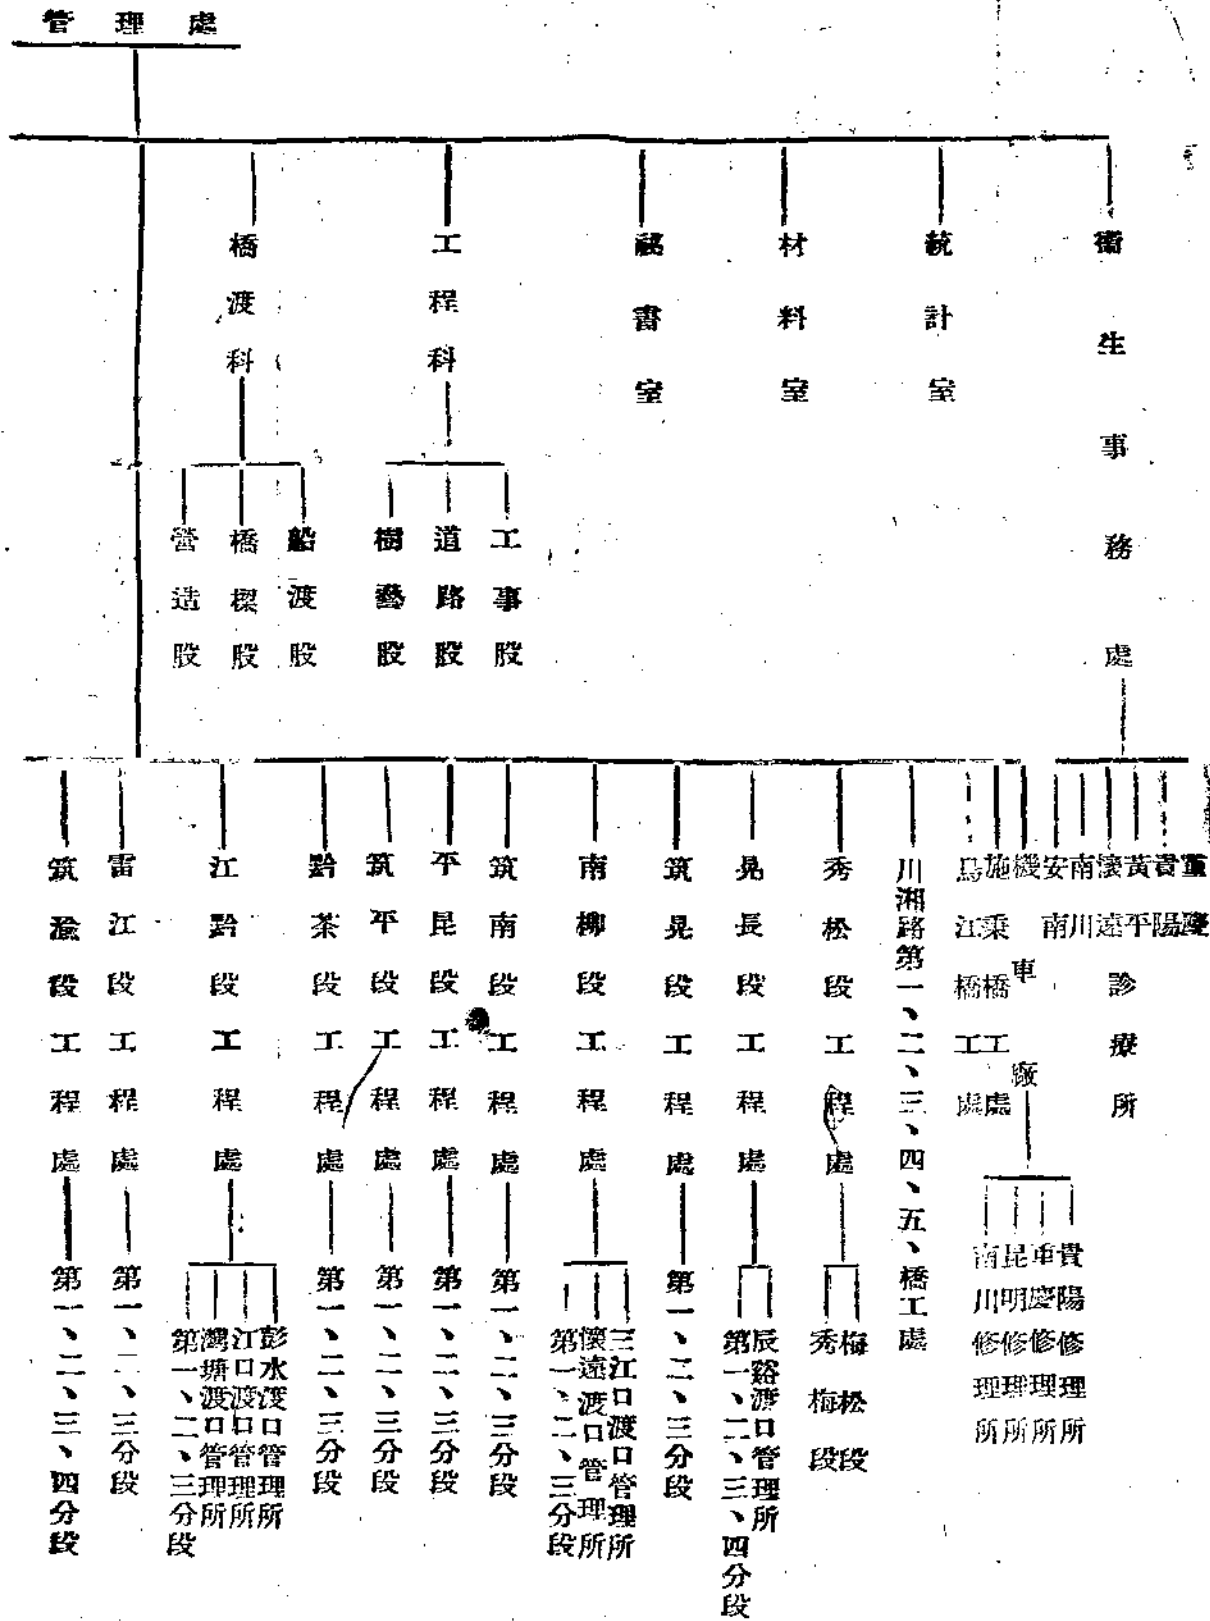 管理處
衞生事務處
統計室
材料室
祕書室
工程科
橋渡科
工事股
道路股
樹藝股
船渡股
橋樑股
營造股
重慶
貴陽
黃平
懷遠
南川
安南
診療所
機車廠
施秉橋工處
烏江橋工處
川湘路第一、二、三、四、五、橋工處
秀松段工程處
晃長段工程處
筑晃段工程處
南柳段工程處
筑南段工程處
平昆段工程處
筑平段工程處
黔茶段工程處
江黔段工程處
雷江段工程處
筑渝段工程處
貴陽修理所
重慶修理所
昆明修理所
南川修理所
梅松段
秀梅段
辰谿渡口管理所
第一、二、三、四分段
第一、二、三分段
三江口渡口管理所
懷遠渡口管理所
第一、二、三分段
第一、二、三分段
第一、二、三分段
第一、二、三分段
第一、二、三分段
彭水渡口管理所
江口渡口管理所
灣塘渡口管理所
第一、二、三分段
第一、二、三分段
第一、二、三、四分段